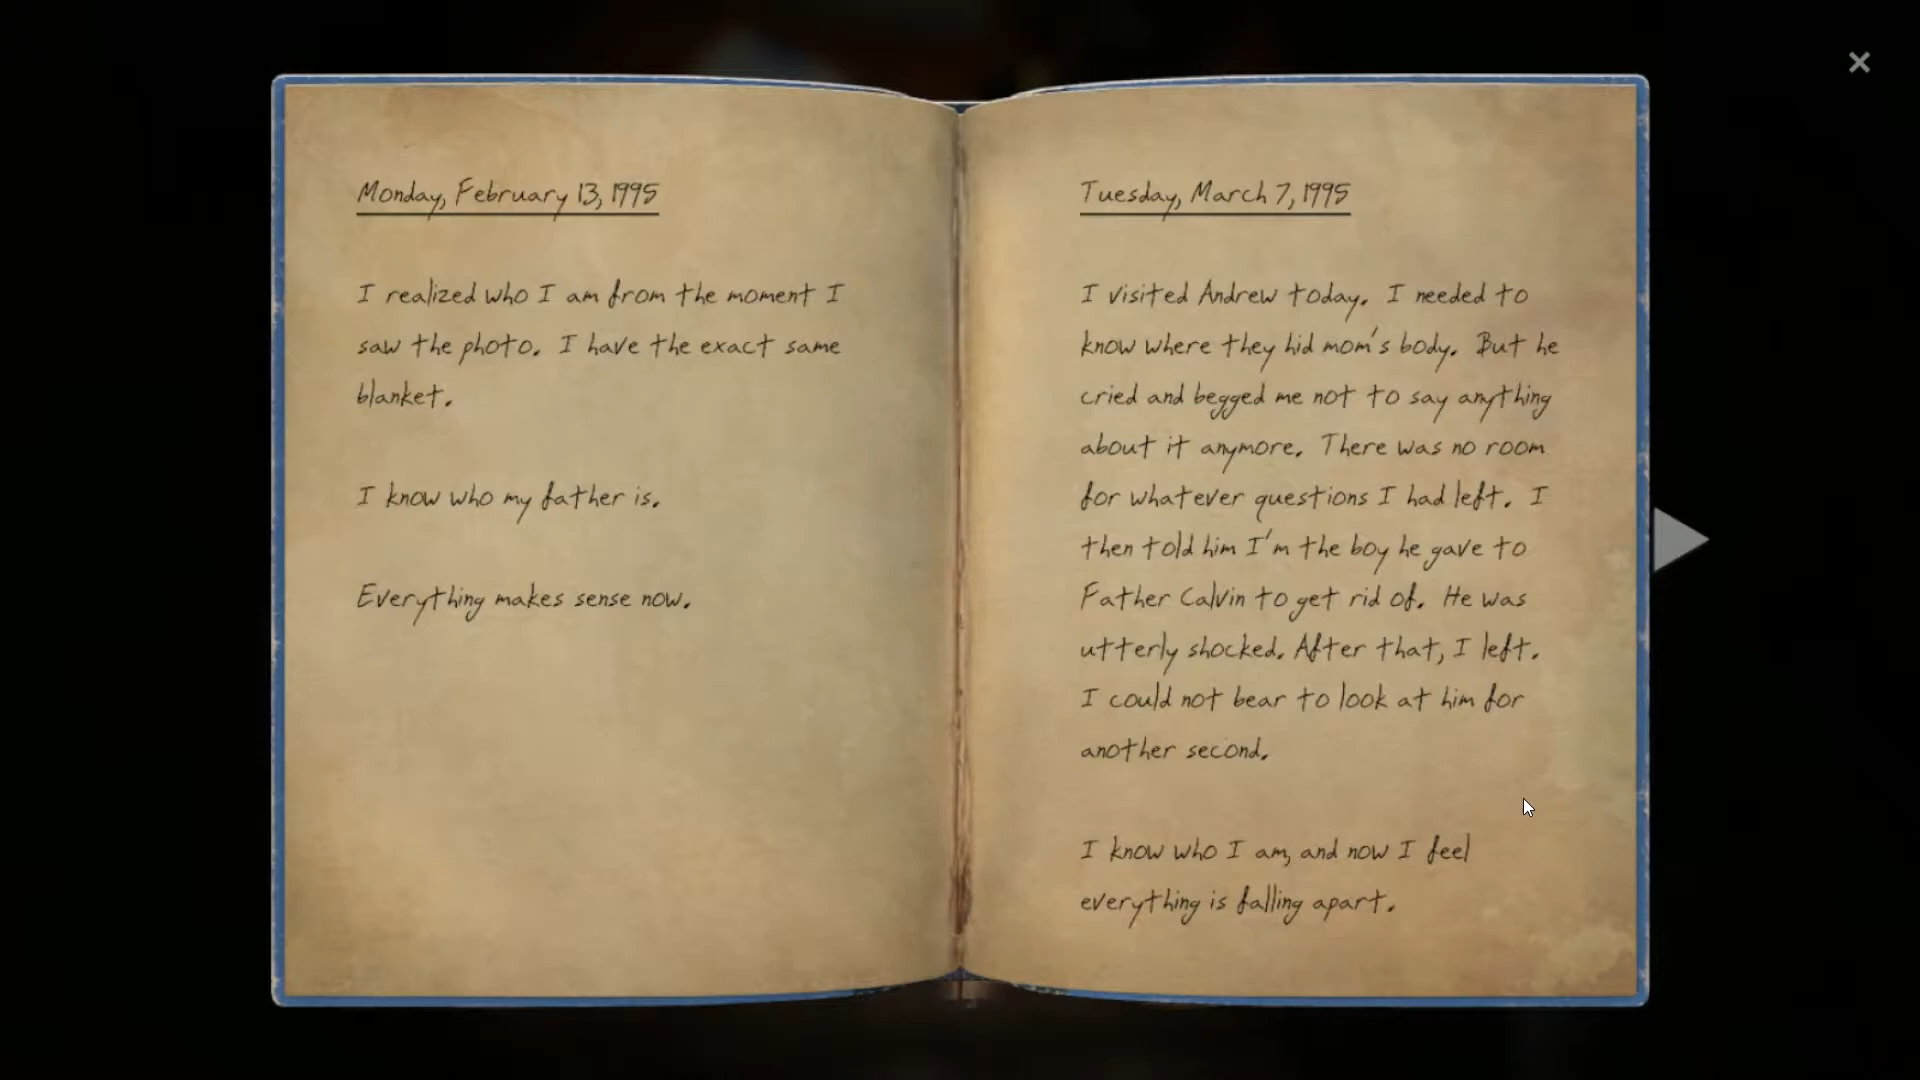 Monday, February 13, 1995
I realized who I am from the moment I
saw the photo. I have the exact same
blanket.
I know who my father is.
Everything makes sense now.
Tuesday, March 7, 1995
I visited Andrew today. I needed to
know where they hid mom's body. But he
cried and begged me not to say anything
about it anymore. There was no room
for whatever questions I had left. I
then told him I'm the boy he gave to
Father Calvin to get rid of. He was
utterly shocked. After that, I left.
I could not bear to look at him for
another second.
I know who I am, and now I feel
everything is falling apart.